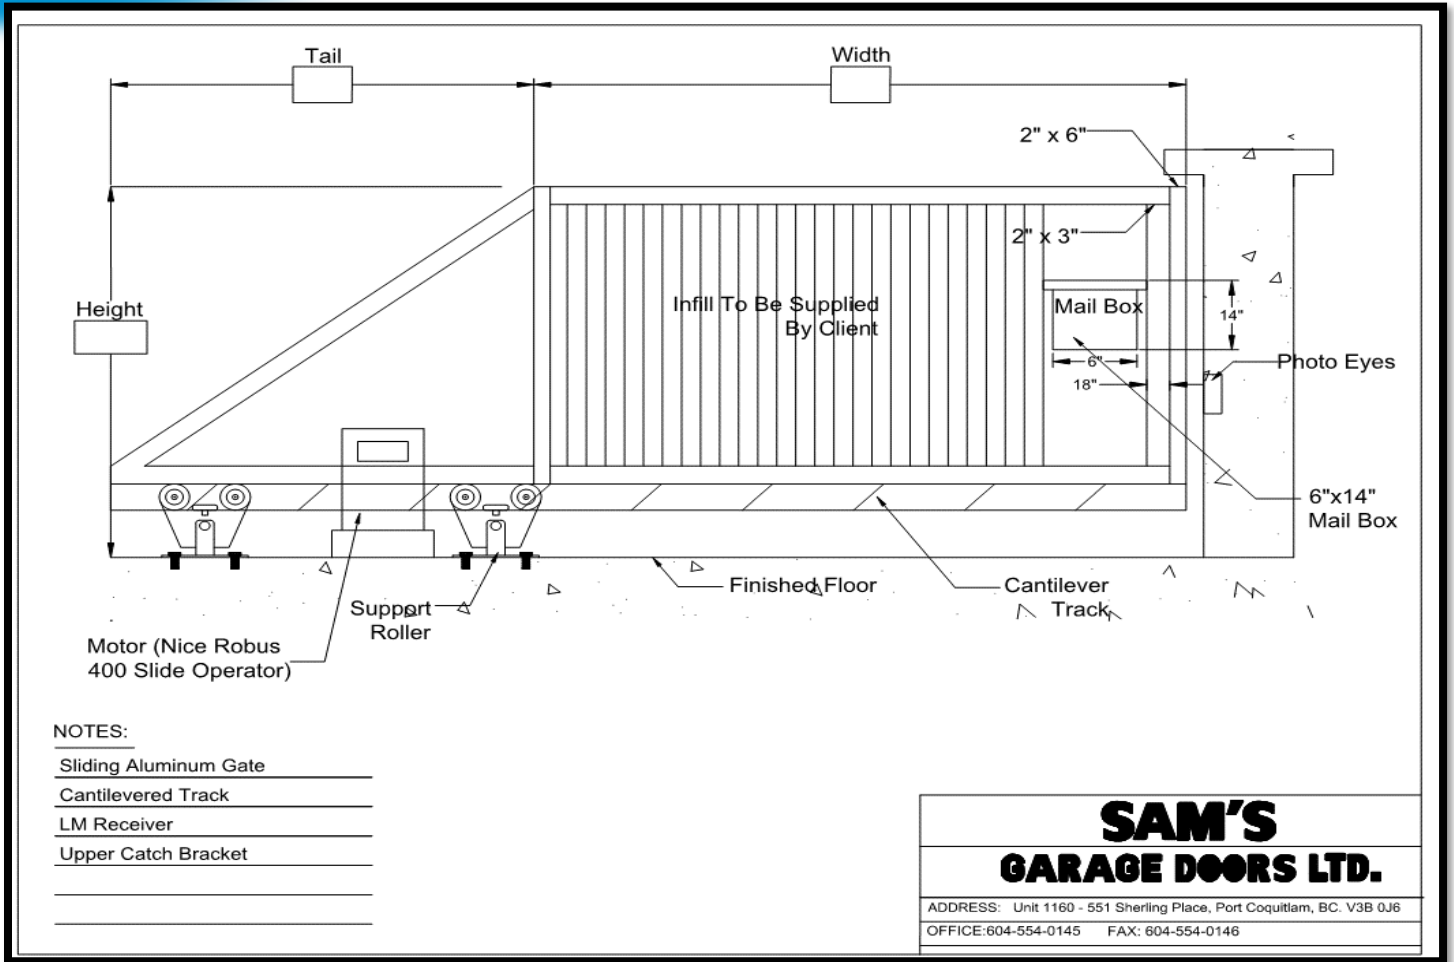 Tail
Width
2" x 6"
2" x 3"
Height
Infill To Be Supplied
By Client
Mail Box
14"
6"
18"
Photo Eyes
6"x14"
Mail Box
Finished Floor
Cantilever
Track
Support
Roller
Motor (Nice Robus
400 Slide Operator)
NOTES:
Sliding Aluminum Gate
Cantilevered Track
LM Receiver
Upper Catch Bracket
SAM'S
GARAGE DOORS LTD.
ADDRESS: Unit 1160 - 551 Sherling Place, Port Coquitlam, BC. V3B 0J6
OFFICE:604-554-0145 FAX: 604-554-0146